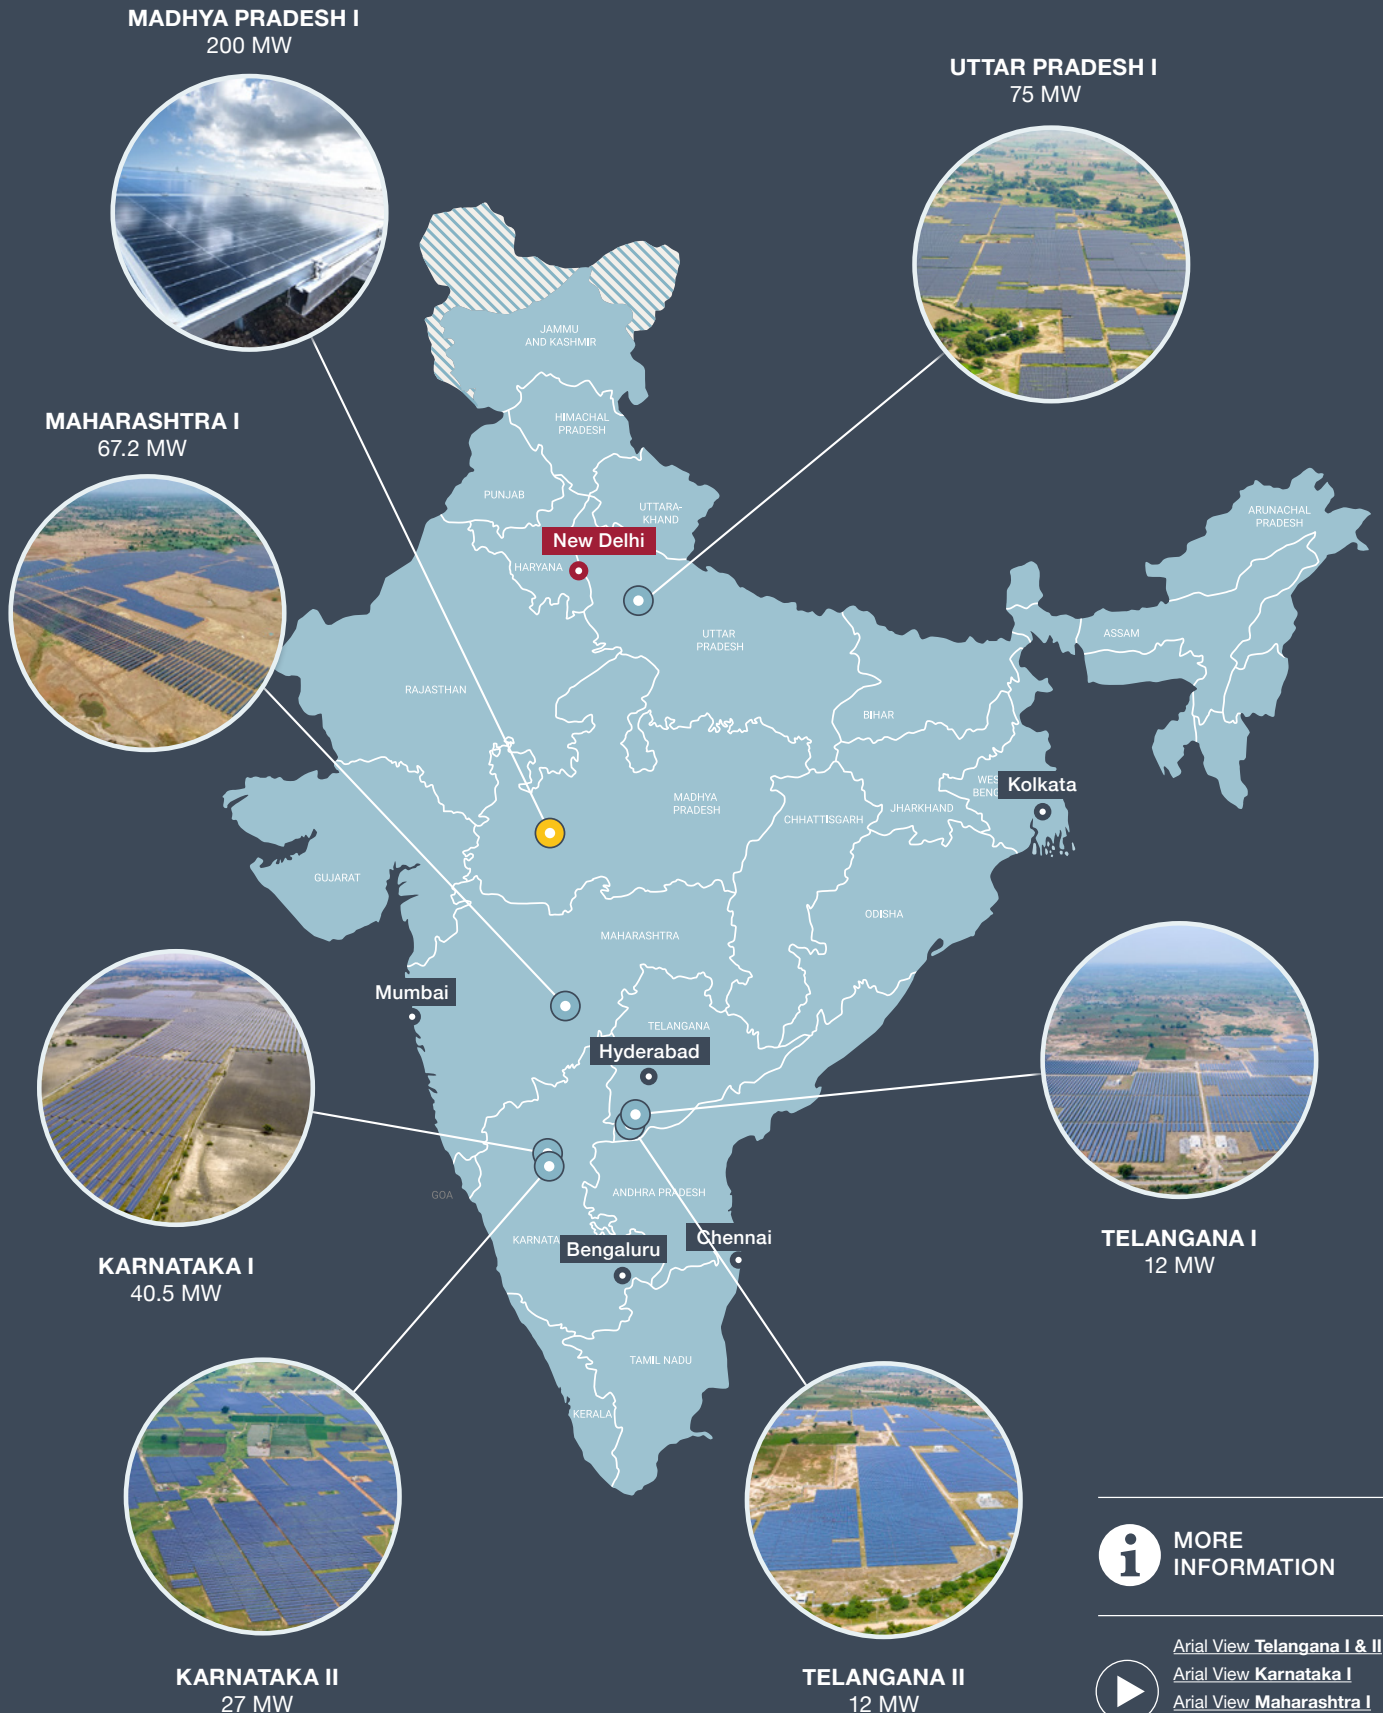 MADHYA PRADESH I
200 MW
UTTAR PRADESH I
75 MW
MAHARASHTRA I
67.2 MW
JAMMU
AND KASHMIR
HIMACHAL
PRADESH
PUNJAB
UTTARA-
KHAND
New Delhi
HARYANA
ARUNACHAL
PRADESH
ASSAM
UTTAR
PRADESH
RAJASTHAN
BIHAR
MADHYA
PRADESH
WES
BENG
Kolkata
JHARKHAND
CHHATTISGARH
GUJARAT
ODISHA
MAHARASHTRA
Mumbai
TELANGANA
Hyderabad
GOA
ANDHRA PRADESH
KARNATA
Bengaluru
Chennai
TAMIL NADU
KERALA
KARNATAKA I
40.5 MW
TELANGANA I
12 MW
KARNATAKA II
27 MW
TELANGANA II
12 MW
i
MORE
INFORMATION
Arial View Telangana I & II
Arial View Karnataka I
Arial View Maharashtra I